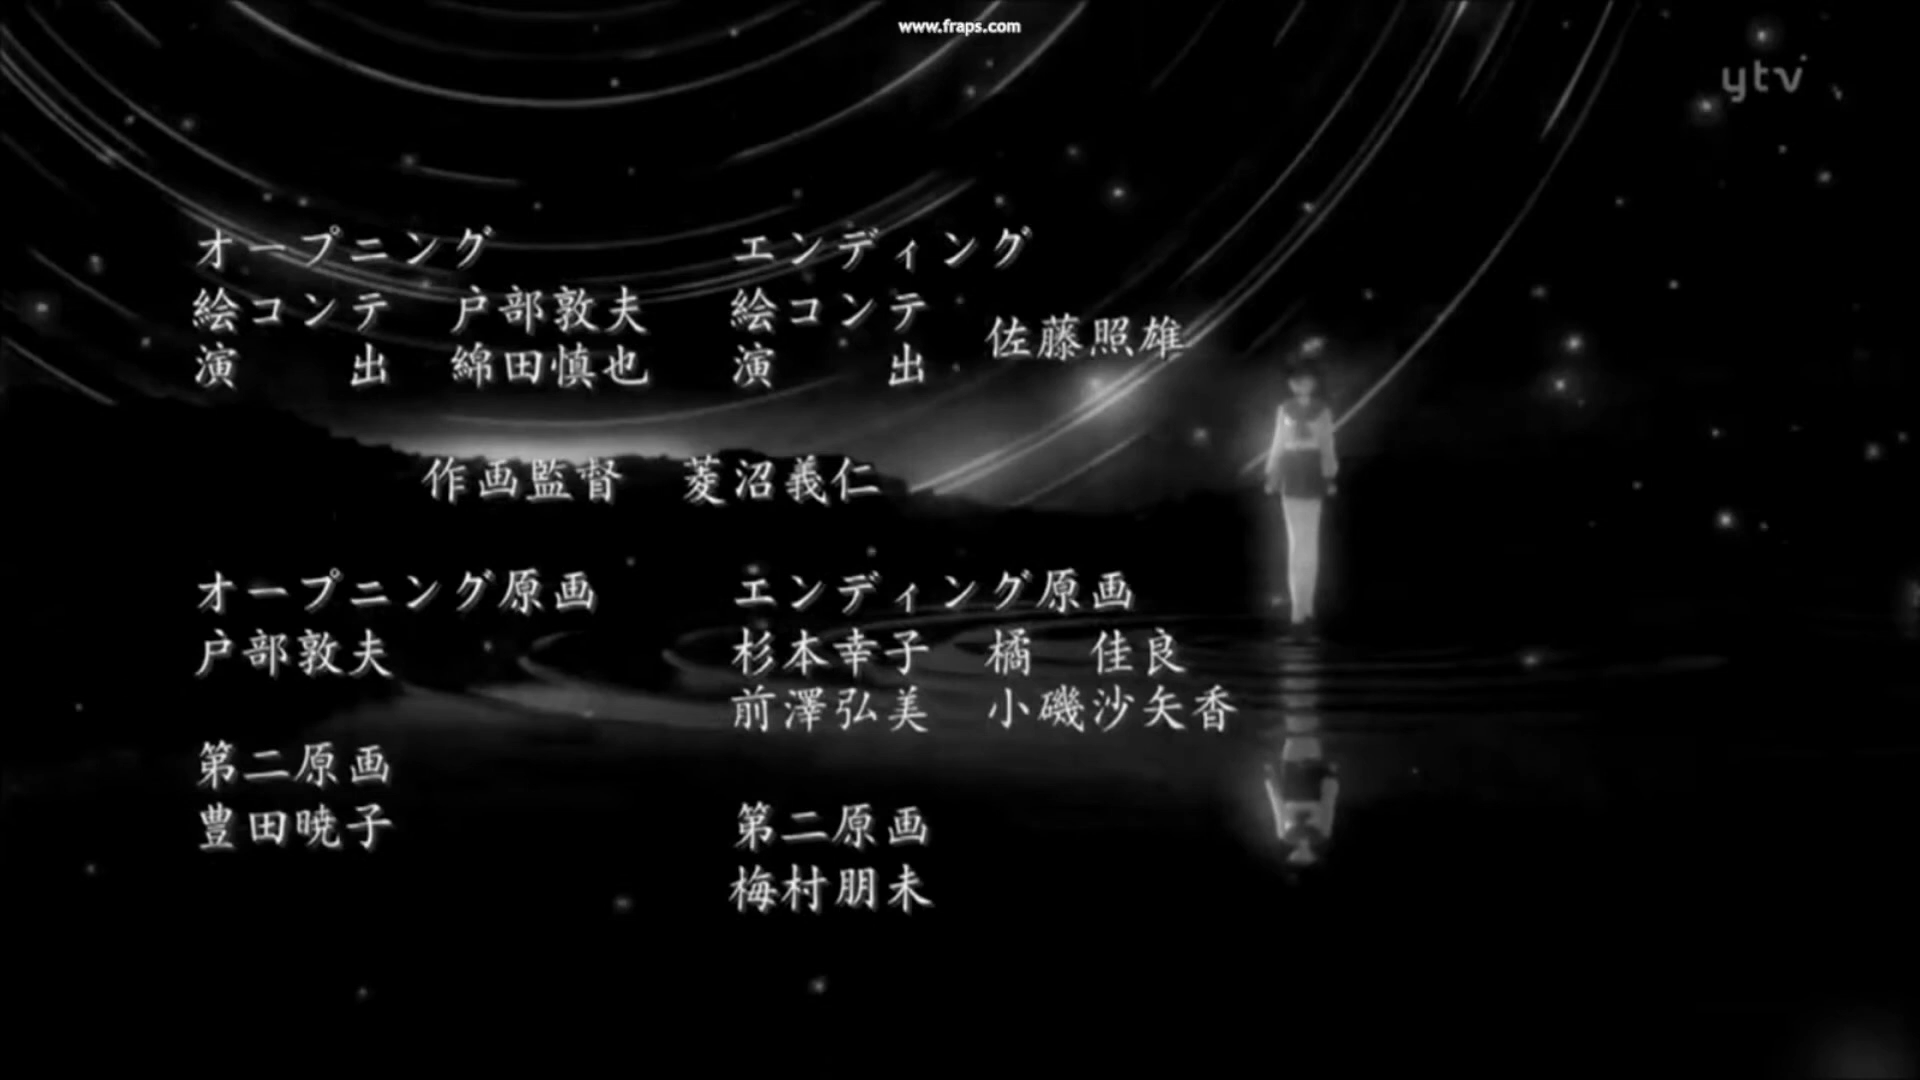 www.fraps.com
ytv
オープニング
絵コンテ 戸部敦夫
演出 綿田慎也
エンディング
絵コンテ
演出
佐藤照雄
作画監督 菱沼義仁
オープニング原画
戸部敦夫
第二原画
豊田暁子
エンディング原画
杉本幸子 橘 佳良
前澤弘美 小磯沙矢香
第二原画
梅村朋未